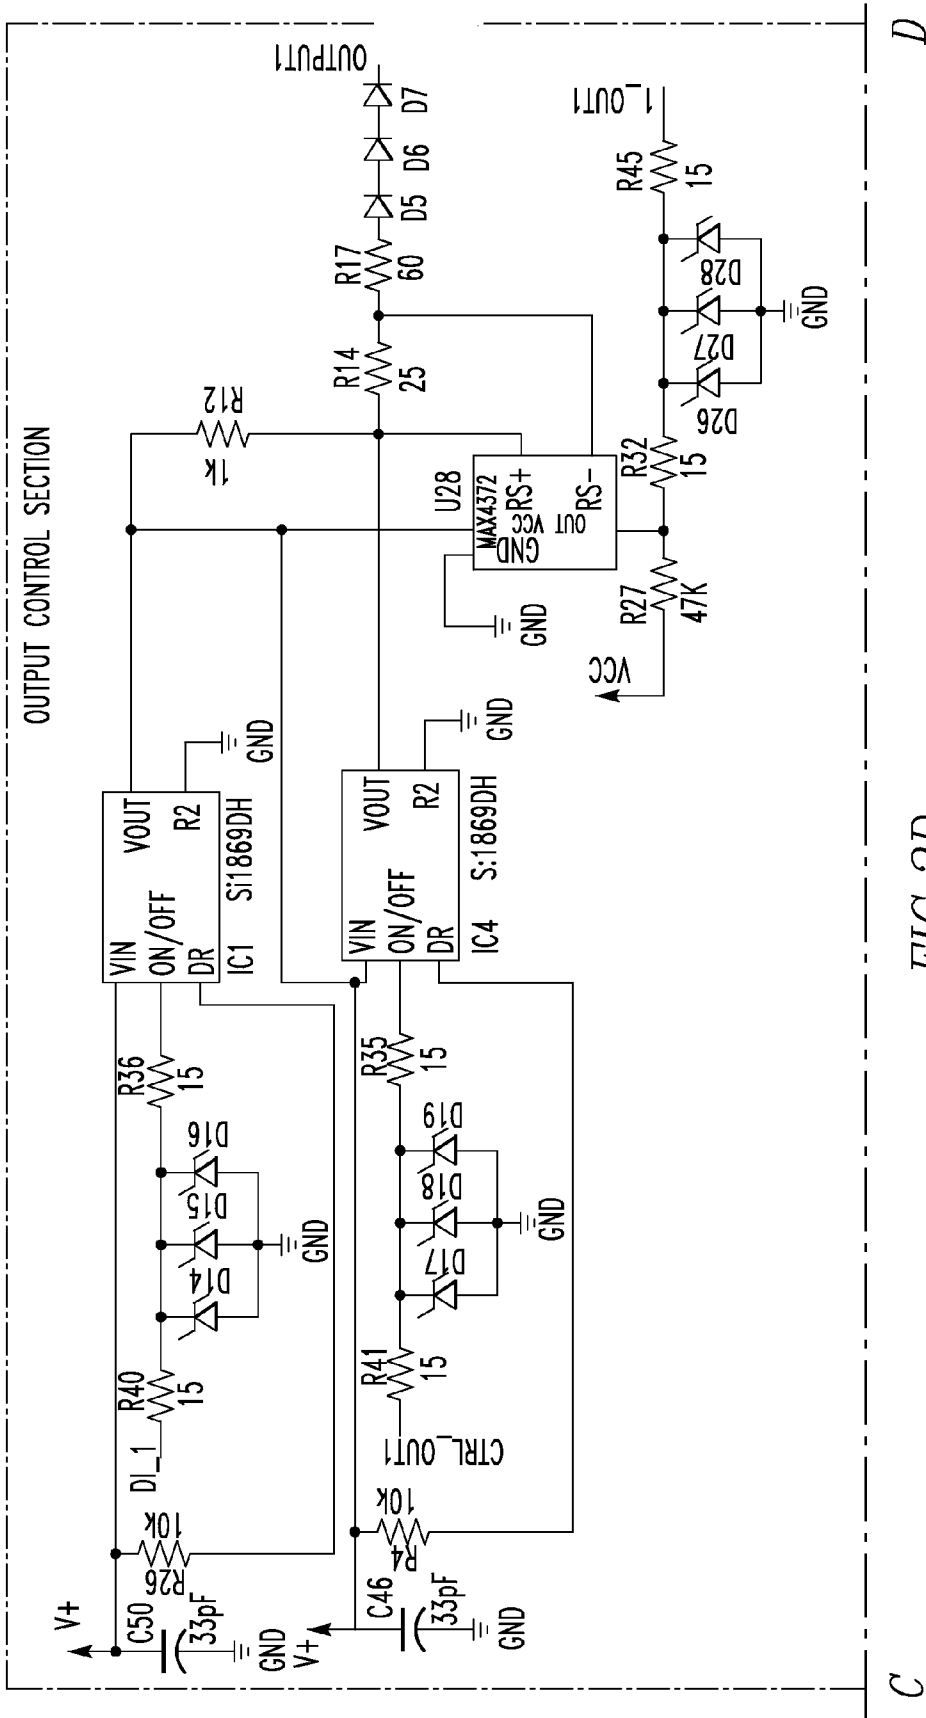 OUTPUT CONTROL SECTION
V+
C50
33pF
GND
R26
10k
DI_1
R40
15
D14
D15
D16
GND
R36
15
VIN
ON/OFF
DR
VOUT
R2
IC1
Si1869DH
GND
R12
1k
V+
C46
33pF
GND
R4
10k
CTRL_OUT1
R41
15
D17
D18
D19
GND
R35
15
VIN
ON/OFF
DR
VOUT
R2
IC4
S:1869DH
GND
R14
25
R17
60
D5
D6
D7
OUTPUT1
U28
MAX4372
GND
VCC
RS+
OUT
RS-
GND
VCC
R27
47K
R32
15
D26
D27
D28
GND
R45
15
1_OUT1
C
D